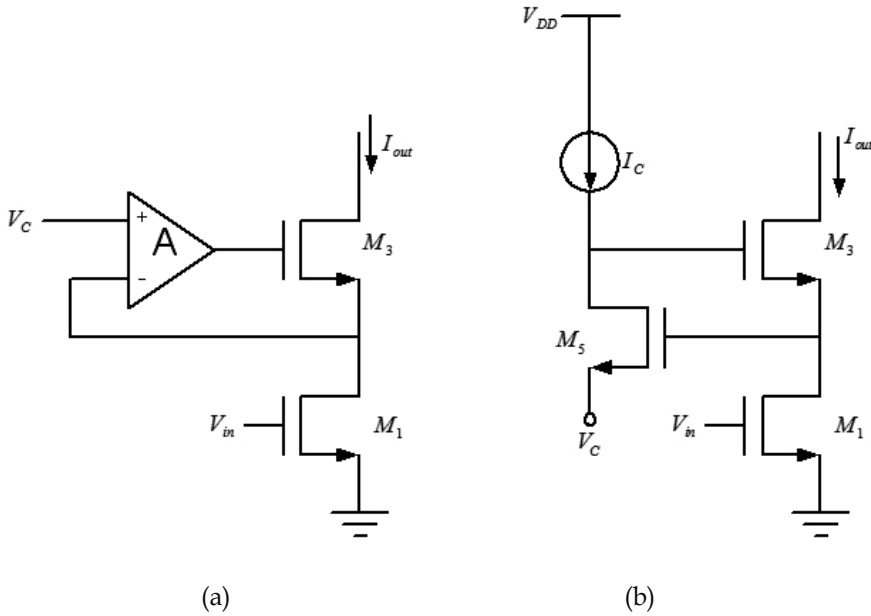 V_C
+
-
A
I_out
M_3
V_in
M_1
(a)
V_DD
I_C
I_out
M_3
M_5
V_C
V_in
M_1
(b)